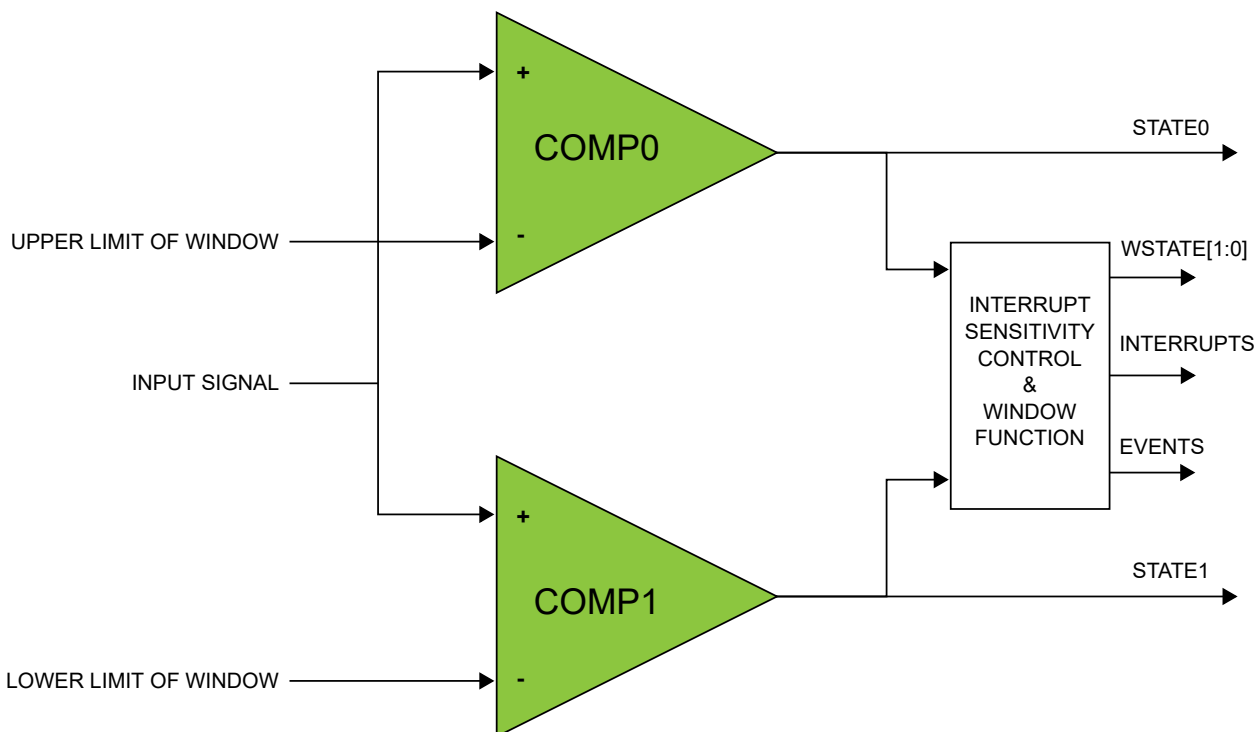 +
COMP0
-
STATE0
UPPER LIMIT OF WINDOW
WSTATE[1:0]
INTERRUPT
SENSITIVITY
CONTROL
&
WINDOW
FUNCTION
INTERRUPTS
INPUT SIGNAL
EVENTS
+
COMP1
-
STATE1
LOWER LIMIT OF WINDOW